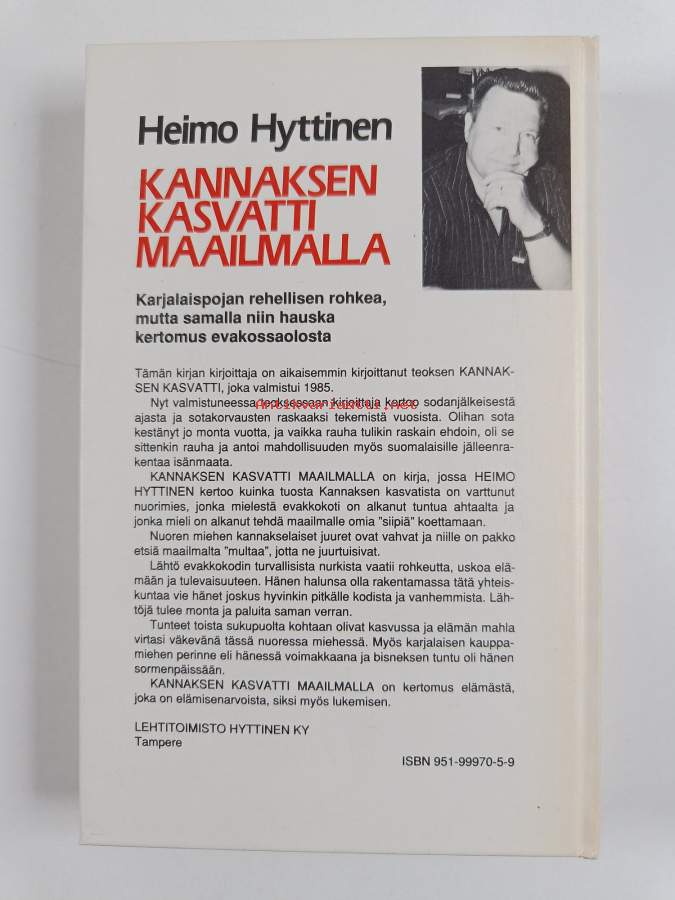 Heimo Hyttinen
KANNAKSEN
KASVATTI
MAAILMALLA
Karjalaispojan rehellisen rohkea,
mutta samalla niin hauska
kertomus evakossaolosta
Tämän kirjan kirjoittaja on aikaisemmin kirjoittanut teoksen KANNAK-
SEN KASVATTI, joka valmistui 1985.
Nyt valmistuneessa teoksessaan kirjoittaja kertoo sodanjälkeisestä
Antikvariaatti.net
ajasta ja sotakorvausten raskaaksi tekemistä vuosista. Olihan sota
kestänyt jo monta vuotta, ja vaikka rauha tulikin raskain ehdoin, oli se
sittenkin rauha ja antoi mahdollisuuden myös suomalaisille jälleenra-
kentaa isänmaata.
KANNAKSEN KASVATTI MAAILMALLA on kirja, jossa HEIMO
HYTTINEN kertoo kuinka tuosta Kannaksen kasvatista on varttunut
nuorimies, jonka mielestä evakkokoti on alkanut tuntua ahtaalta ja
jonka mieli on alkanut tehdä maailmalle omia "siipiä" koettamaan.
Nuoren miehen kannakselaiset juuret ovat vahvat ja niille on pakko
etsiä maailmalta "multaa", jotta ne juurtuisivat.
Lähtö evakkokodin turvallisista nurkista vaatii rohkeutta, uskoa elä-
mään ja tulevaisuuteen. Hänen halunsa olla rakentamassa tätä yhteis-
kuntaa vie hänet joskus hyvinkin pitkälle kodista ja vanhemmista. Läh-
töjä tulee monta ja paluita saman verran.
Tunteet toista sukupuolta kohtaan olivat kasvussa ja elämän mahla
virtasi väkevänä tässä nuoressa miehessä. Myös karjalaisen kauppa-
miehen perinne eli hänessä voimakkaana ja bisneksen tuntu oli hänen
sormenpäissään.
KANNAKSEN KASVATTI MAAILMALLA on kertomus elämästä,
joka on elämisenarvoista, siksi myös lukemisen.
LEHTITOIMISTO HYTTINEN KY
Tampere
ISBN 951-99970-5-9